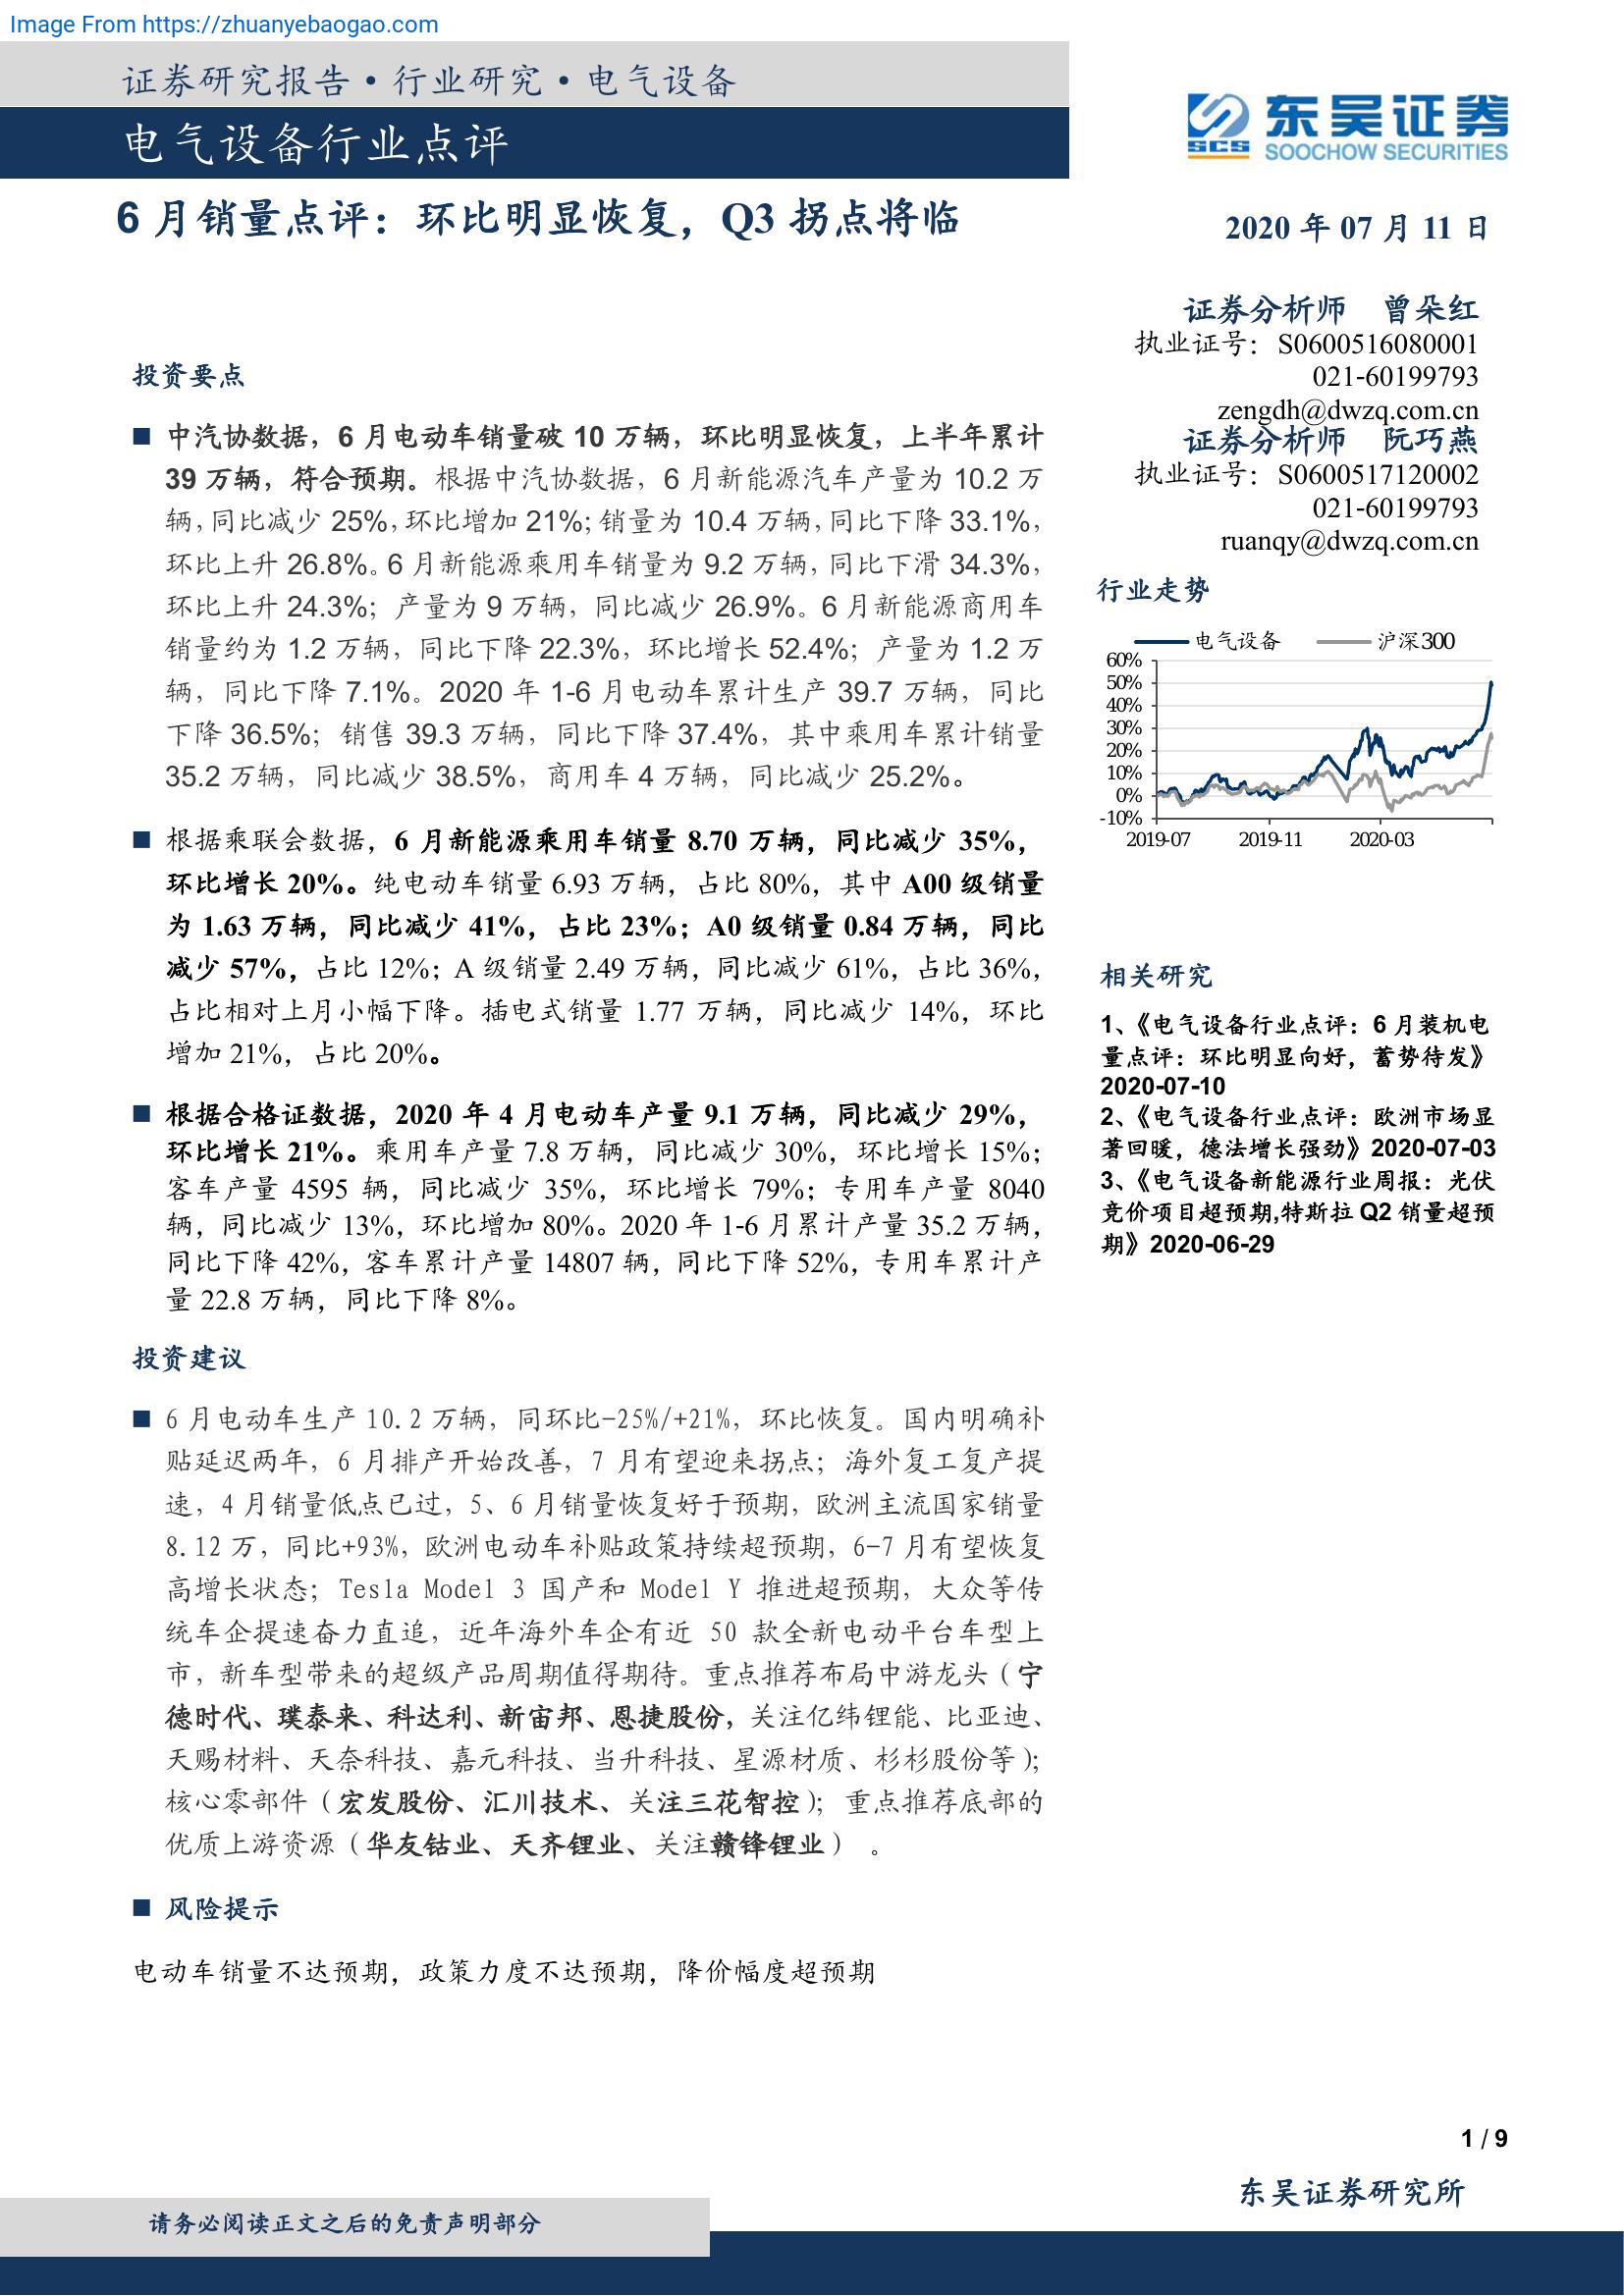 Image From https://zhuanyebaogao.com
证券研究报告·行业研究·电气设备
电气设备行业点评
东吴证券
SCS
SOOCHOW SECURITIES
6 月销量点评：环比明显恢复，Q3 拐点将临
2020 年 07 月 11 日
证券分析师 曾朵红
执业证号：S0600516080001
021-60199793
zengdh@dwzq.com.cn
证券分析师 阮巧燕
执业证号：S0600517120002
021-60199793
ruanqy@dwzq.com.cn
投资要点
■ 中汽协数据，6 月电动车销量破 10 万辆，环比明显恢复，上半年累计
39 万辆，符合预期。根据中汽协数据，6 月新能源汽车产量为 10.2 万
辆，同比减少 25%，环比增加 21%；销量为 10.4 万辆，同比下降 33.1%，
环比上升 26.8%。6 月新能源乘用车销量为 9.2 万辆，同比下滑 34.3%，
环比上升 24.3%；产量为 9 万辆，同比减少 26.9%。6 月新能源商用车
销量约为 1.2 万辆，同比下降 22.3%，环比增长 52.4%；产量为 1.2 万
辆，同比下降 7.1%。2020 年 1-6 月电动车累计生产 39.7 万辆，同比
下降 36.5%；销售 39.3 万辆，同比下降 37.4%，其中乘用车累计销量
35.2 万辆，同比减少 38.5%，商用车 4 万辆，同比减少 25.2%。
■ 根据乘联会数据，6 月新能源乘用车销量 8.70 万辆，同比减少 35%，
环比增长 20%。纯电动车销量 6.93 万辆，占比 80%，其中 A00 级销量
为 1.63 万辆，同比减少 41%，占比 23%；A0 级销量 0.84 万辆，同比
减少 57%，占比 12%；A 级销量 2.49 万辆，同比减少 61%，占比 36%，
占比相对上月小幅下降。插电式销量 1.77 万辆，同比减少 14%，环比
增加 21%，占比 20%。
■ 根据合格证数据，2020 年 4 月电动车产量 9.1 万辆，同比减少 29%，
环比增长 21%。乘用车产量 7.8 万辆，同比减少 30%，环比增长 15%；
客车产量 4595 辆，同比减少 35%，环比增长 79%；专用车产量 8040
辆，同比减少 13%，环比增加 80%。2020 年 1-6 月累计产量 35.2 万辆，
同比下降 42%，客车累计产量 14807 辆，同比下降 52%，专用车累计产
量 22.8 万辆，同比下降 8%。
投资建议
■ 6 月电动车生产 10.2 万辆，同环比-25%/+21%，环比恢复。国内明确补
贴延迟两年，6 月排产开始改善，7 月有望迎来拐点；海外复工复产提
速，4 月销量低点已过，5、6 月销量恢复好于预期，欧洲主流国家销量
8.12 万，同比+93%，欧洲电动车补贴政策持续超预期，6-7 月有望恢复
高增长状态；Tesla Model 3 国产和 Model Y 推进超预期，大众等传
统车企提速奋力直追，近年海外车企有近 50 款全新电动平台车型上
市，新车型带来的超级产品周期值得期待。重点推荐布局中游龙头（宁
德时代、璞泰来、科达利、新宙邦、恩捷股份，关注亿纬锂能、比亚迪、
天赐材料、天奈科技、嘉元科技、当升科技、星源材质、杉杉股份等）；
核心零部件（宏发股份、汇川技术、关注三花智控）；重点推荐底部的
优质上游资源（华友钴业、天齐锂业、关注赣锋锂业） 。
■ 风险提示
电动车销量不达预期，政策力度不达预期，降价幅度超预期
行业走势
电气设备 沪深300
60%
50%
40%
30%
20%
10%
0%
-10%
2019-07 2019-11 2020-03
相关研究
1、《电气设备行业点评：6 月装机电
量点评：环比明显向好，蓄势待发》
2020-07-10
2、《电气设备行业点评：欧洲市场显
著回暖，德法增长强劲》2020-07-03
3、《电气设备新能源行业周报：光伏
竞价项目超预期,特斯拉 Q2 销量超预
期》2020-06-29
1 / 9
东吴证券研究所
请务必阅读正文之后的免责声明部分